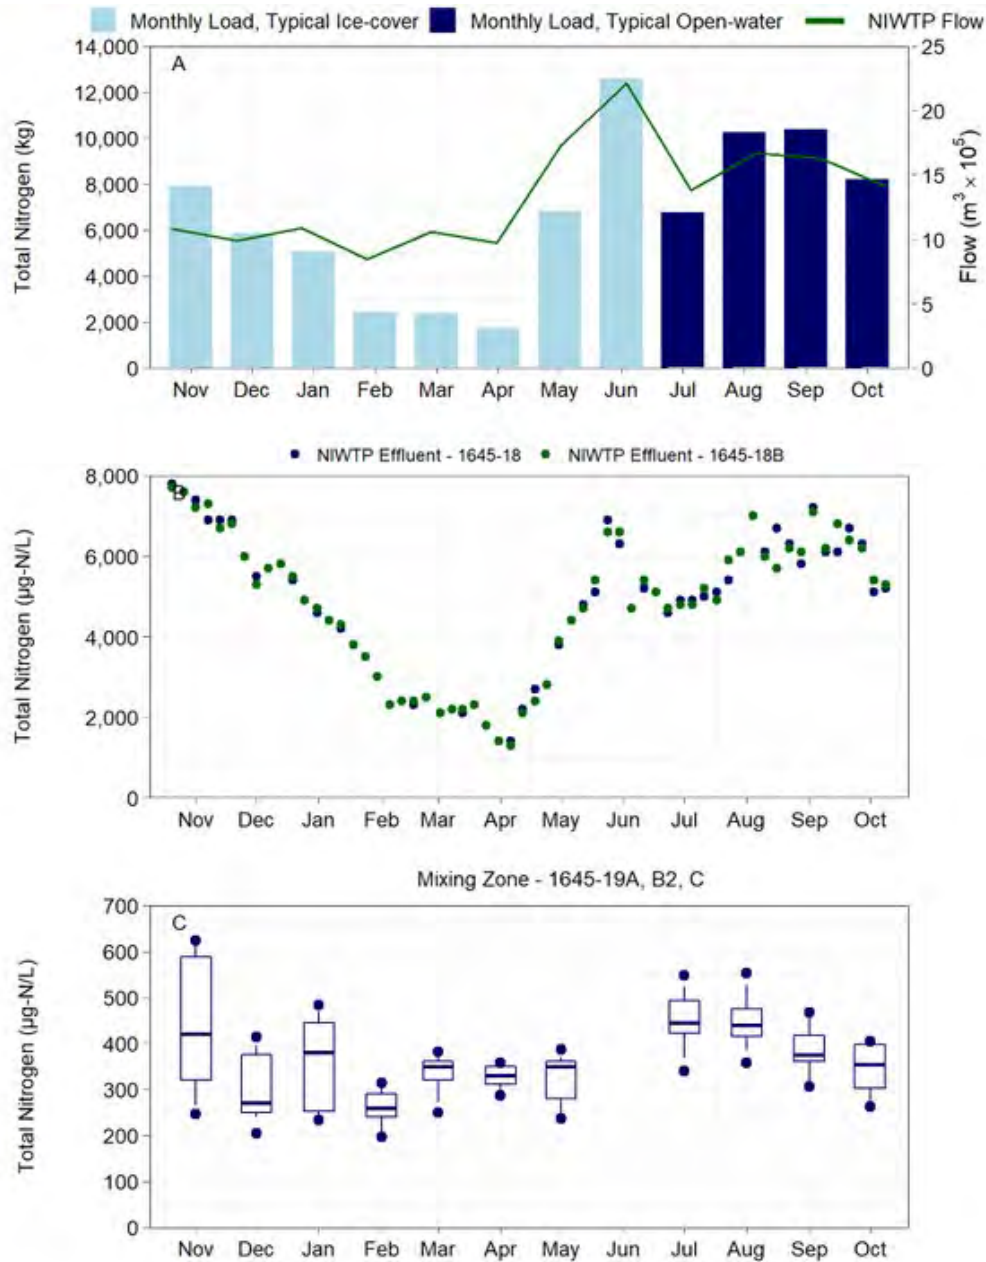 Monthly Load, Typical Ice-cover Monthly Load, Typical Open-water NIWTP Flow
A
Total Nitrogen (kg)
14,000
12,000
10,000
8,000
6,000
4,000
2,000
0
25
20
15
10
5
0
Flow (m³ × 10⁵)
Nov Dec Jan Feb Mar Apr May Jun Jul Aug Sep Oct
NIWTP Effluent - 1645-18 NIWTP Effluent - 1645-18B
B
Total Nitrogen (µg-N/L)
8,000
6,000
4,000
2,000
0
Nov Dec Jan Feb Mar Apr May Jun Jul Aug Sep Oct
Mixing Zone - 1645-19A, B2, C
C
Total Nitrogen (µg-N/L)
700
600
500
400
300
200
100
0
Nov Dec Jan Feb Mar Apr May Jun Jul Aug Sep Oct